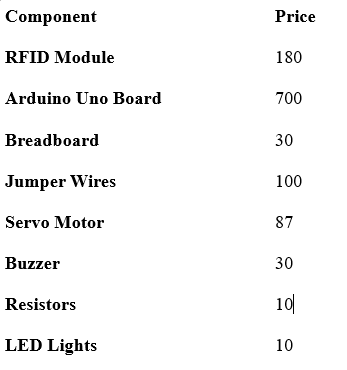 Component Price
RFID Module 180
Arduino Uno Board 700
Breadboard 30
Jumper Wires 100
Servo Motor 87
Buzzer 30
Resistors 10
LED Lights 10